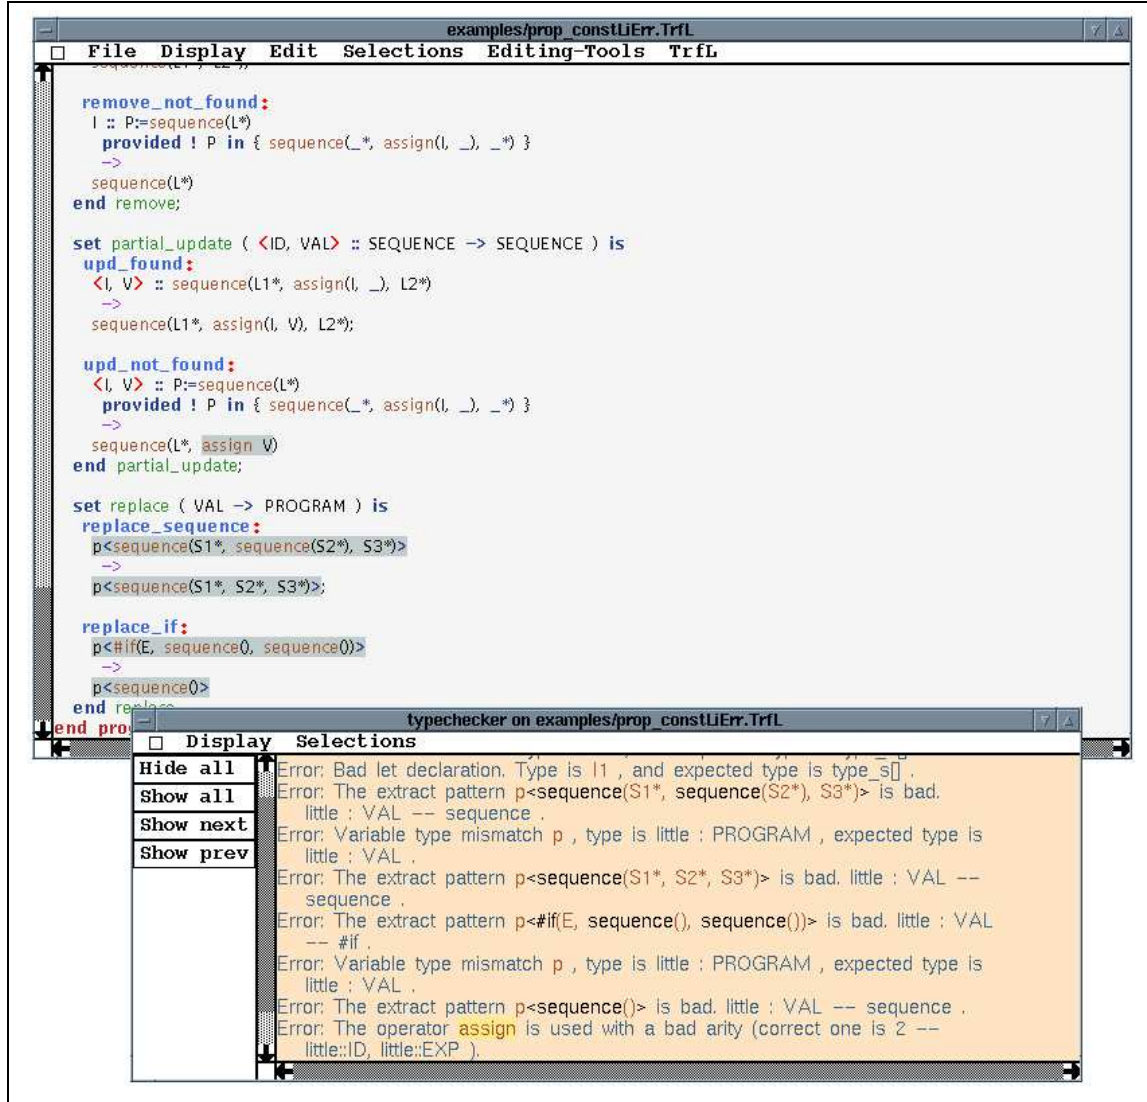 examples/prop_constLiErr.TrfL
File Display Edit Selections Editing-Tools TrfL
remove_not_found:
I :: P:=sequence(L*)
provided ! P in { sequence(_*, assign(I, _), _*) }
->
sequence(L*)
end remove;
set partial_update ( <ID, VAL> :: SEQUENCE -> SEQUENCE ) is
upd_found:
<I, V> :: sequence(L1*, assign(I, _), L2*)
->
sequence(L1*, assign(I, V), L2*);
upd_not_found:
<I, V> :: P:=sequence(L*)
provided ! P in { sequence(_*, assign(I, _), _*) }
->
sequence(L*, assign V)
end partial_update;
set replace ( VAL -> PROGRAM ) is
replace_sequence:
p<sequence(S1*, sequence(S2*), S3*)>
->
p<sequence(S1*, S2*, S3*)>;
replace_if:
p<#if(E, sequence(), sequence())>
->
p<sequence()>
end replace
end prog
typechecker on examples/prop_constLiErr.TrfL
Display Selections
Hide all
Show all
Show next
Show prev
Error: Bad let declaration. Type is I1 , and expected type is type_s[] .
Error: The extract pattern p<sequence(S1*, sequence(S2*), S3*)> is bad.
little : VAL -- sequence .
Error: Variable type mismatch p , type is little : PROGRAM , expected type is
little : VAL .
Error: The extract pattern p<sequence(S1*, S2*, S3*)> is bad. little : VAL --
sequence .
Error: The extract pattern p<#if(E, sequence(), sequence())> is bad. little : VAL
-- #if .
Error: Variable type mismatch p , type is little : PROGRAM , expected type is
little : VAL .
Error: The extract pattern p<sequence()> is bad. little : VAL -- sequence .
Error: The operator assign is used with a bad arity (correct one is 2 --
little::ID, little::EXP ).